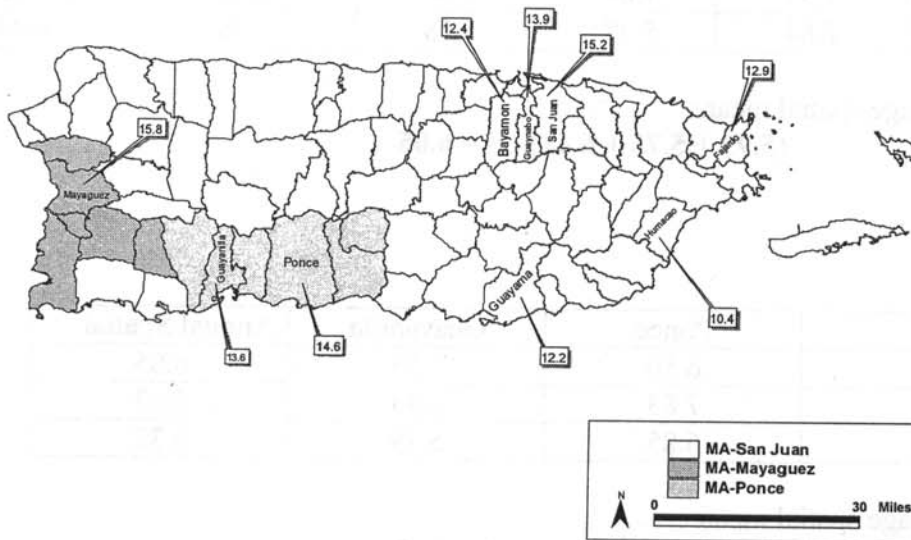 12.4
13.9
15.2
12.9
15.8
Bayamon
Guaynabo
San Juan
Fajardo
Mayaguez
Humacao
Guayanilla
Ponce
Guayama
10.4
13.6
14.6
12.2
MA-San Juan
MA-Mayaguez
MA-Ponce
N
0 30 Miles